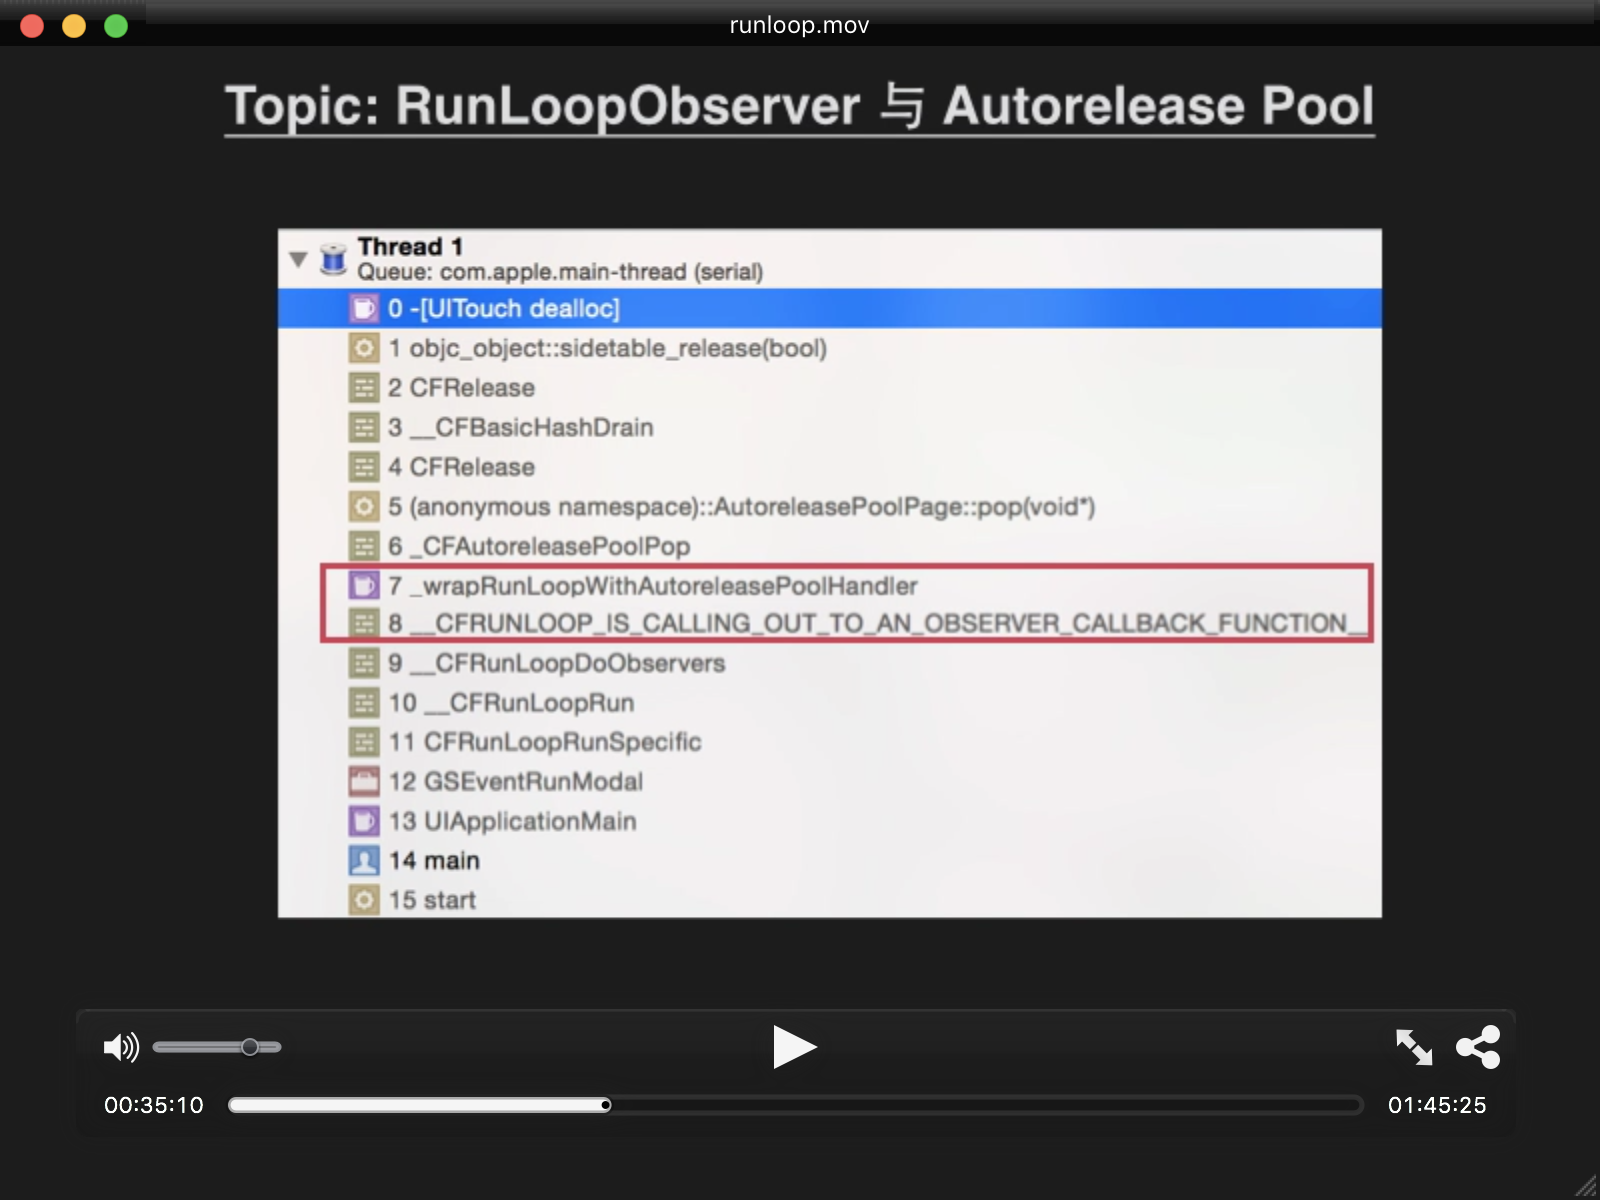 runloop.mov
Topic: RunLoopObserver 与 Autorelease Pool
Thread 1
Queue: com.apple.main-thread (serial)
0 -[UITouch dealloc]
1 objc_object::sidetable_release(bool)
2 CFRelease
3 __CFBasicHashDrain
4 CFRelease
5 (anonymous namespace)::AutoreleasePoolPage::pop(void*)
6 _CFAutoreleasePoolPop
7 _wrapRunLoopWithAutoreleasePoolHandler
8 __CFRUNLOOP_IS_CALLING_OUT_TO_AN_OBSERVER_CALLBACK_FUNCTION__
9 __CFRunLoopDoObservers
10 __CFRunLoopRun
11 CFRunLoopRunSpecific
12 GSEventRunModal
13 UIApplicationMain
14 main
15 start
00:35:10
01:45:25